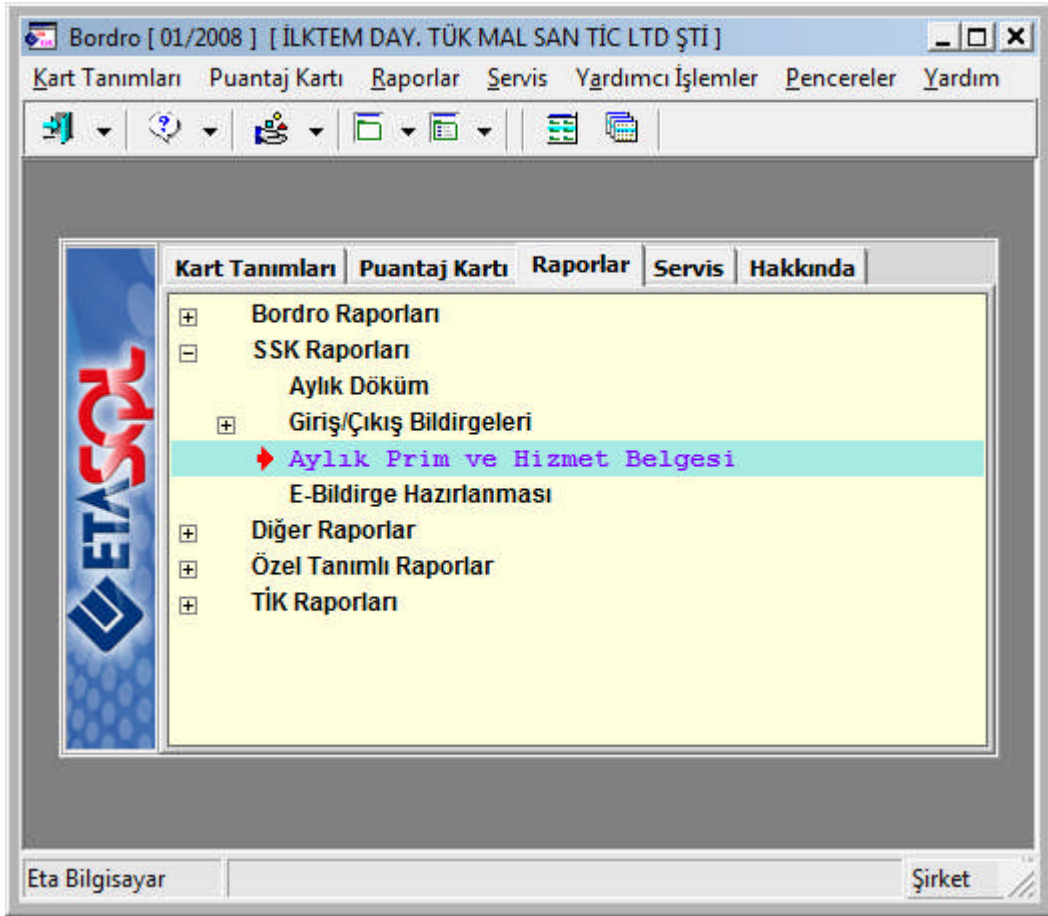 Bordro [ 01/2008 ] [ İLKTEM DAY. TÜK MAL SAN TİC LTD ŞTİ ]
Kart Tanımları Puantaj Kartı Raporlar Servis Yardımcı İşlemler Pencereler Yardım
Kart Tanımları Puantaj Kartı Raporlar Servis Hakkında
ETASQL
Bordro Raporları
SSK Raporları
Aylık Döküm
Giriş/Çıkış Bildirgeleri
Aylık Prim ve Hizmet Belgesi
E-Bildirge Hazırlanması
Diğer Raporlar
Özel Tanımlı Raporlar
TİK Raporları
Eta Bilgisayar Şirket